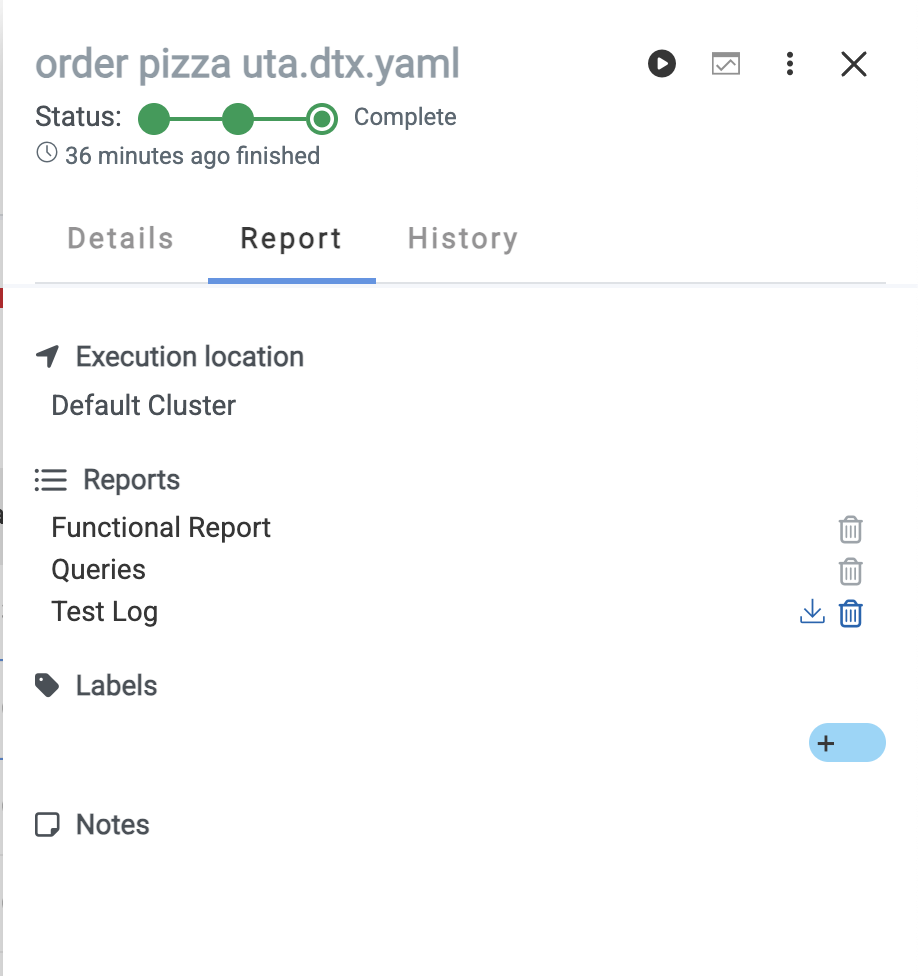 order pizza uta.dtx.yaml
Status: Complete
36 minutes ago finished
Details Report History
Execution location
Default Cluster
Reports
Functional Report
Queries
Test Log
Labels
+
Notes